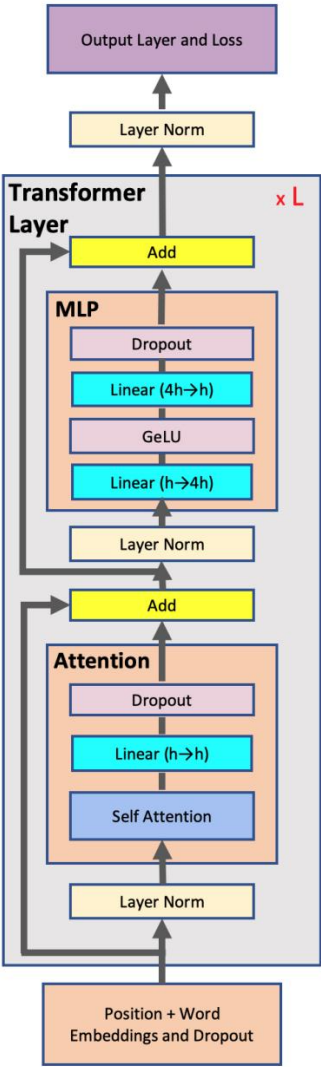 Output Layer and Loss
Layer Norm
Transformer
Layer
x L
Add
MLP
Dropout
Linear (4h→h)
GeLU
Linear (h→4h)
Layer Norm
Add
Attention
Dropout
Linear (h→h)
Self Attention
Layer Norm
Position + Word
Embeddings and Dropout